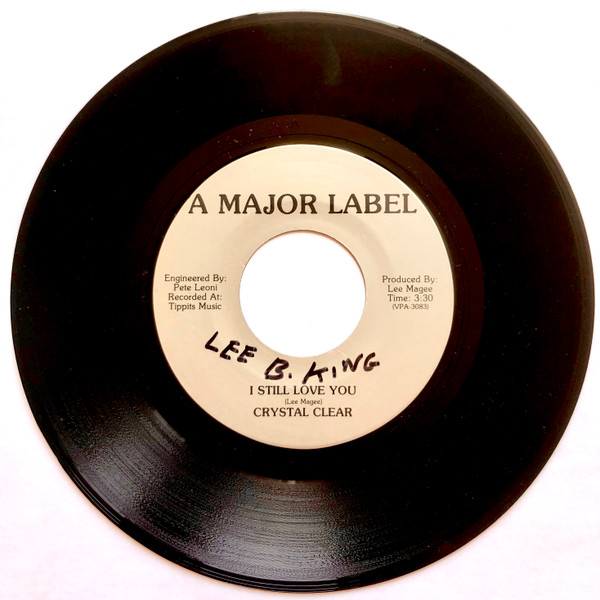 A MAJOR LABEL
Engineered By:
Pete Leoni
Recorded At:
Tippits Music
Produced By:
Lee Magee
Time: 3:30
(VPA-3083)
LEE B. KING
I STILL LOVE YOU
(Lee Magee)
CRYSTAL CLEAR